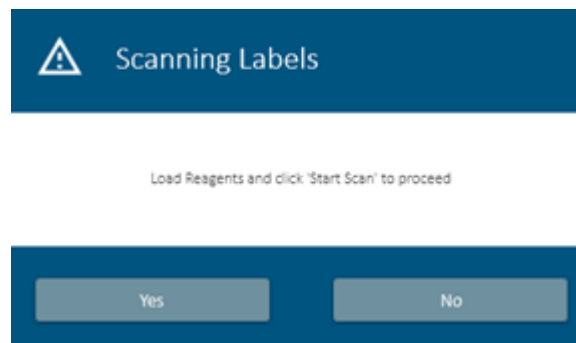 Scanning Labels
Load Reagents and click 'Start Scan' to proceed
Yes
No